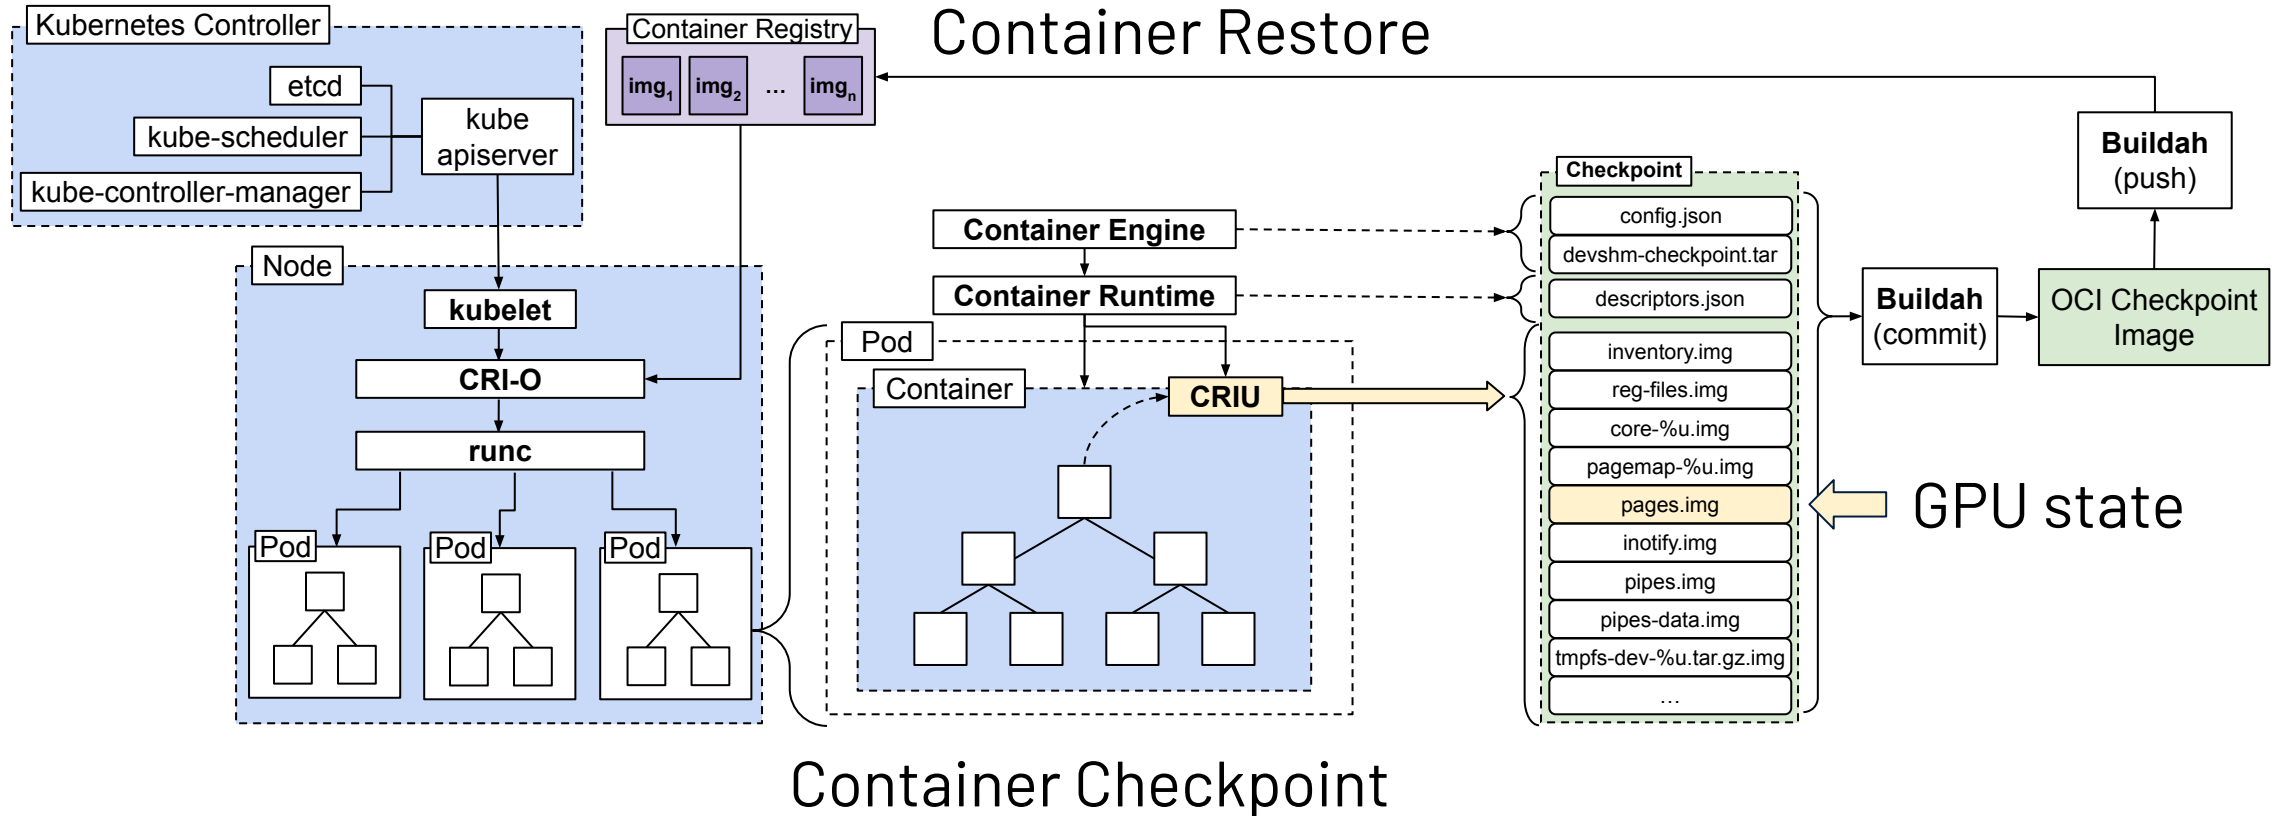 Kubernetes Controller
etcd
kube-scheduler
kube-controller-manager
kube
apiserver
Container Registry
img1
img2
...
imgn
Container Restore
Node
kubelet
CRI-O
runc
Pod
Pod
Pod
Container Engine
Container Runtime
Pod
Container
CRIU
Checkpoint
config.json
devshm-checkpoint.tar
descriptors.json
inventory.img
reg-files.img
core-%u.img
pagemap-%u.img
pages.img
inotify.img
pipes.img
pipes-data.img
tmpfs-dev-%u.tar.gz.img
...
GPU state
Buildah
(commit)
OCI Checkpoint
Image
Buildah
(push)
Container Checkpoint